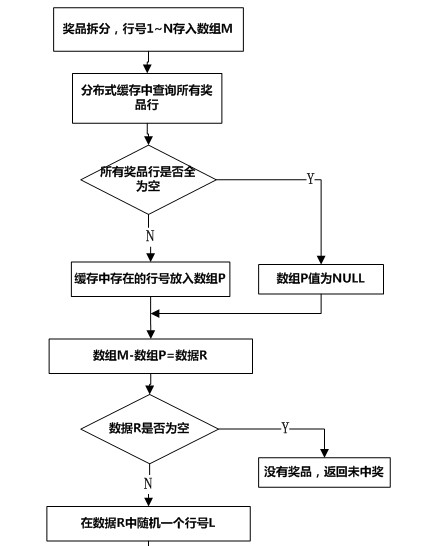 奖品拆分，行号1~N存入数组M
分布式缓存中查询所有奖
品行
所有奖品行是否全
为空
Y
N
缓存中存在的行号放入数组P
数组P值为NULL
数组M-数组P=数据R
数据R是否为空
Y
没有奖品，返回未中奖
N
在数据R中随机一个行号L